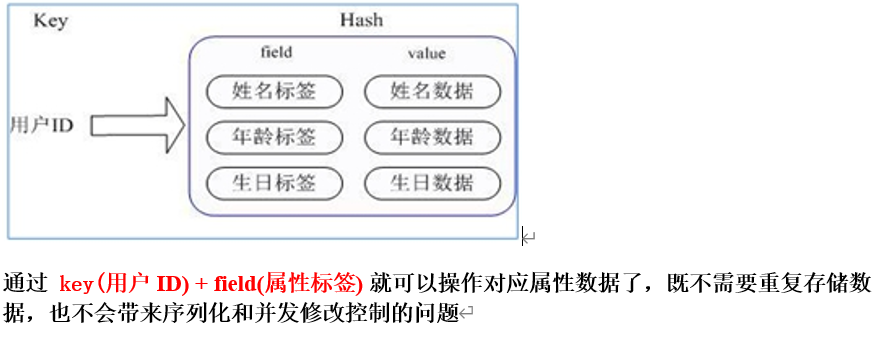 Key Hash
field value
姓名标签 姓名数据
用户ID 年龄标签 年龄数据
生日标签 生日数据
通过 key(用户 ID) + field(属性标签) 就可以操作对应属性数据了，既不需要重复存储数
据，也不会带来序列化和并发修改控制的问题